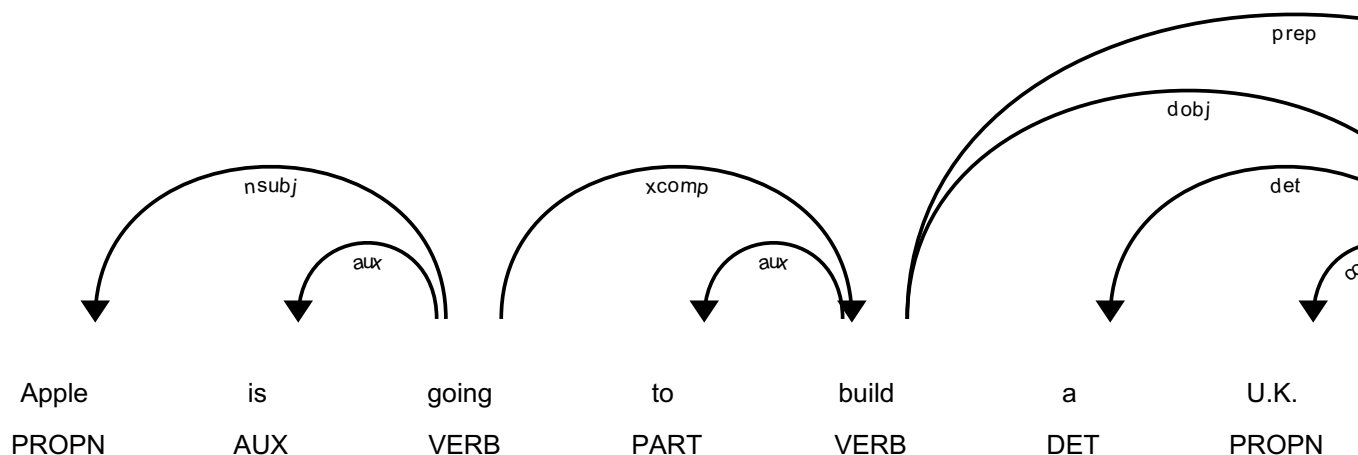 prep
dobj
nsubj xcomp det
aux aux
Apple is going to build a U.K.
PROPN AUX VERB PART VERB DET PROPN